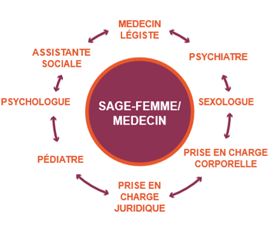 MEDECIN
LÉGISTE
PSYCHIATRE
SEXOLOGUE
PRISE EN CHARGE
CORPORELLE
PRISE EN
CHARGE
JURIDIQUE
PÉDIATRE
PSYCHOLOGUE
ASSISTANTE
SOCIALE
SAGE-FEMME/
MEDECIN